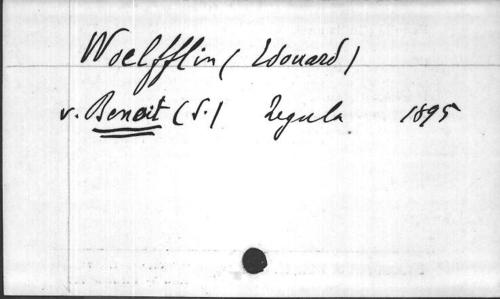 Woelfflin (Edouard)
v. Benoit (S.) Regula 1895